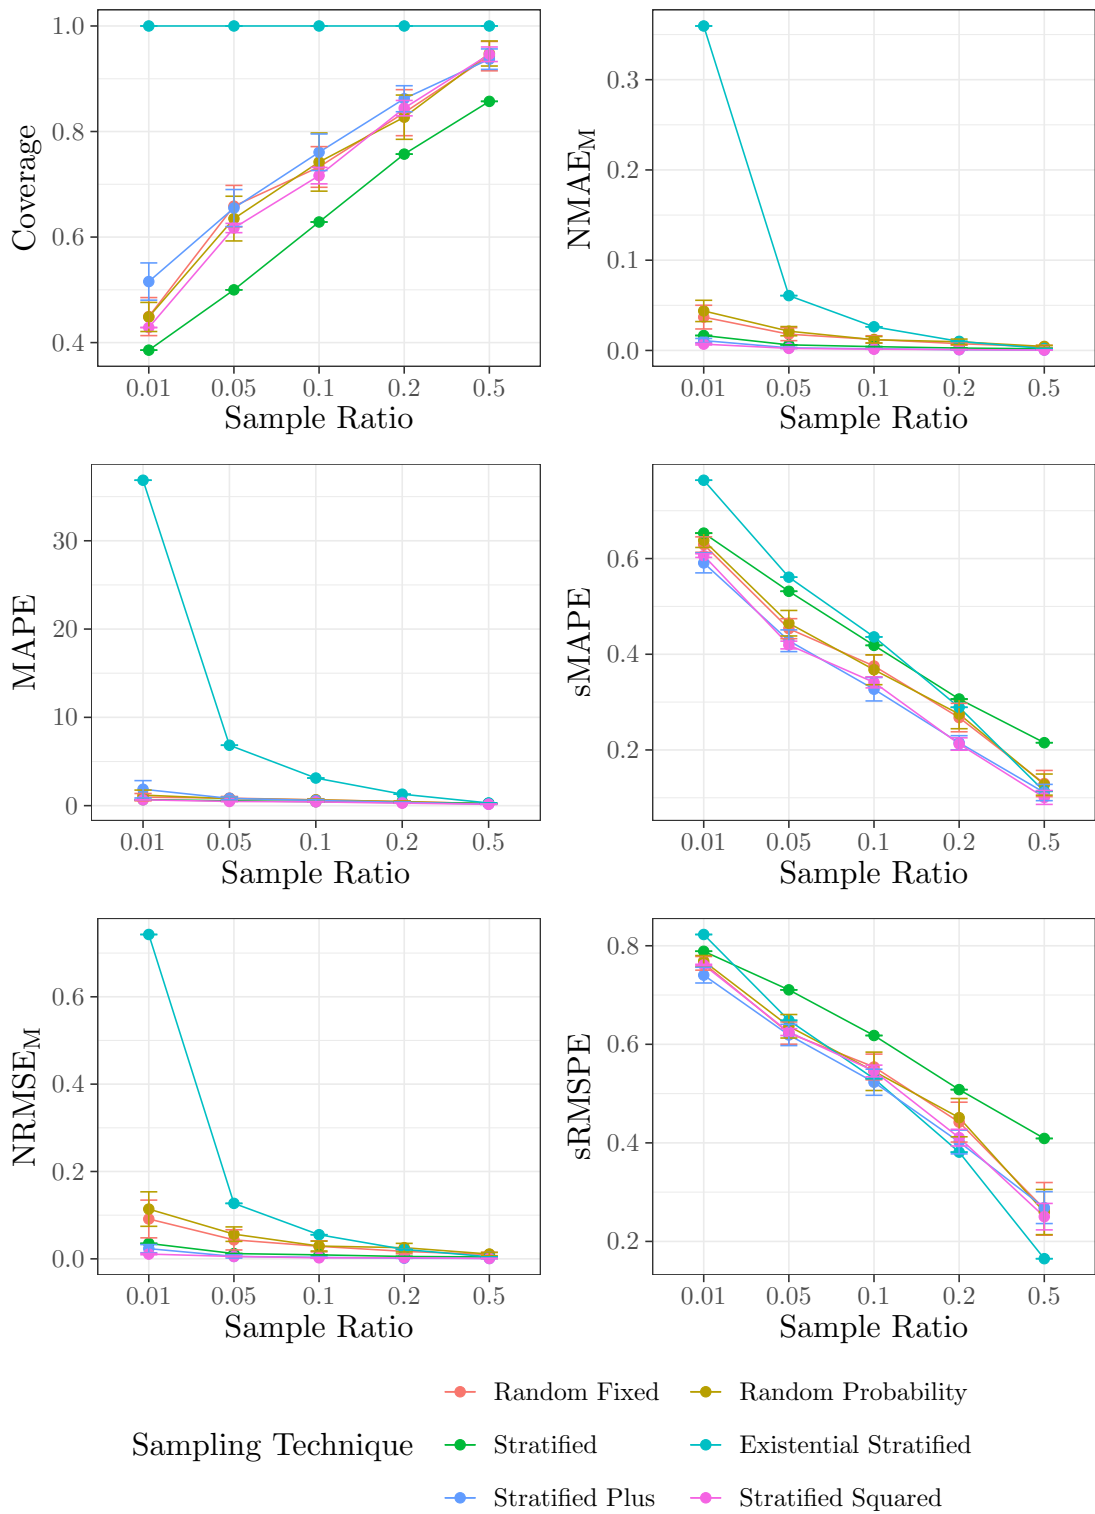 Coverage
1.0
0.8
0.6
0.4
0.01 0.05 0.1 0.2 0.5
Sample Ratio
NMAE_M
0.3
0.2
0.1
0.0
0.01 0.05 0.1 0.2 0.5
Sample Ratio
MAPE
30
20
10
0
0.01 0.05 0.1 0.2 0.5
Sample Ratio
sMAPE
0.6
0.4
0.2
0.01 0.05 0.1 0.2 0.5
Sample Ratio
NRMSE_M
0.6
0.4
0.2
0.0
0.01 0.05 0.1 0.2 0.5
Sample Ratio
sRMSPE
0.8
0.6
0.4
0.2
0.01 0.05 0.1 0.2 0.5
Sample Ratio
Sampling Technique
Random Fixed
Random Probability
Stratified
Existential Stratified
Stratified Plus
Stratified Squared